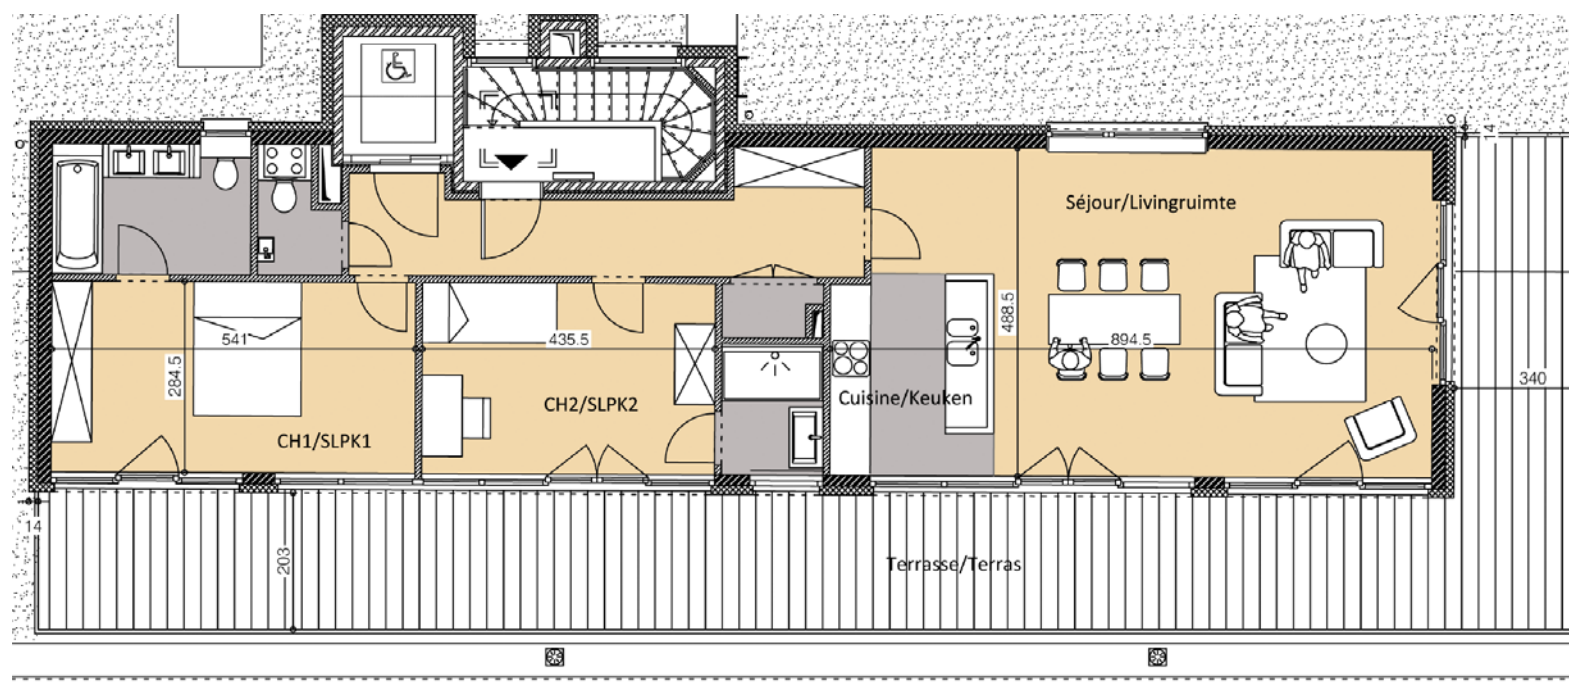 14
Séjour/Livingruimte
488.5
541
435.5
894.5
284.5
340
Cuisine/Keuken
CH2/SLPK2
CH1/SLPK1
14
203
Terrasse/Terras